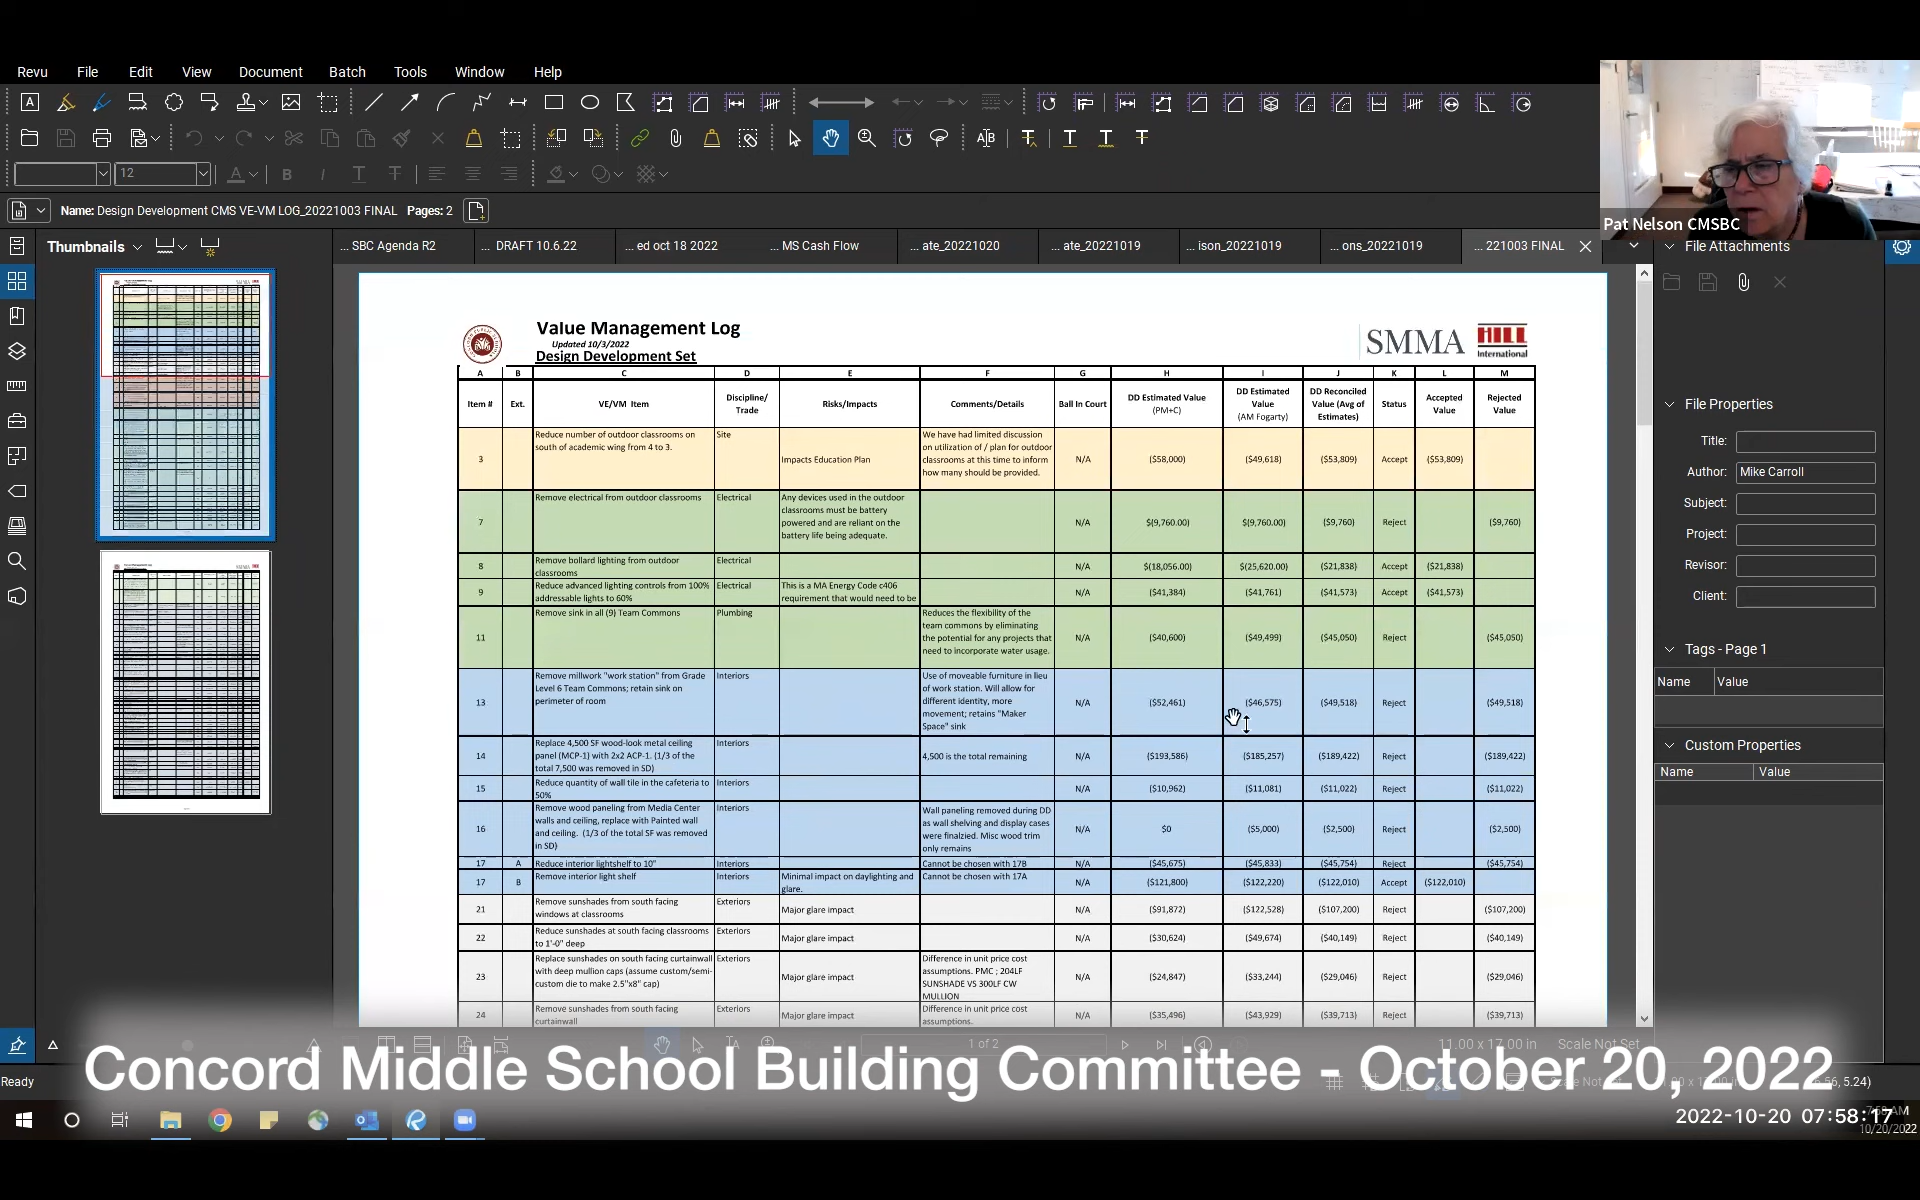 Revu File Edit View Document Batch Tools Window Help
12
Name: Design Development CMS VE-VM LOG_20221003 FINAL Pages: 2
Pat Nelson CMSBC
Thumbnails
... SBC Agenda R2 ... DRAFT 10.6.22 ... ed oct 18 2022 ... MS Cash Flow ... ate_20221020 ... ate_20221019 ... ison_20221019 ... ons_20221019 ... 221003 FINAL
File Attachments
File Properties
Title:
Author: Mike Carroll
Subject:
Project:
Revisor:
Client:
Tags - Page 1
Name Value
Custom Properties
Name Value
Value Management Log
Updated 10/3/2022
Design Development Set
SMMA HILL International
A B C D E F G H I J K L M
Item # Ext. VE/VM Item Discipline/ Trade Risks/Impacts Comments/Details Ball In Court DD Estimated Value (PM+C) DD Estimated Value (AM Fogarty) DD Reconciled Value (Avg of Estimates) Status Accepted Value Rejected Value
3 Reduce number of outdoor classrooms on south of academic wing from 4 to 3. Site Impacts Education Plan We have had limited discussion on utilization of / plan for outdoor classrooms at this time to inform how many should be provided. N/A ($58,000) ($49,618) ($53,809) Accept ($53,809)
7 Remove electrical from outdoor classrooms Electrical Any devices used in the outdoor classrooms must be battery powered and are reliant on the battery life being adequate. N/A $(9,760.00) $(9,760.00) ($9,760) Reject ($9,760)
8 Remove bollard lighting from outdoor classrooms Electrical N/A $(18,056.00) $(25,620.00) ($21,838) Accept ($21,838)
9 Reduce advanced lighting controls from 100% addressable lights to 60% Electrical This is a MA Energy Code c406 requirement that would need to be N/A ($41,384) ($41,761) ($41,573) Accept ($41,573)
11 Remove sink in all (9) Team Commons Plumbing Reduces the flexibility of the team commons by eliminating the potential for any projects that need to incorporate water usage. N/A ($40,600) ($49,499) ($45,050) Reject ($45,050)
13 Remove millwork "work station" from Grade Level 6 Team Commons; retain sink on perimeter of room Interiors Use of moveable furniture in lieu of work station. Will allow for different identity, more movement; retains "Maker Space" sink N/A ($52,461) ($46,575) ($49,518) Reject ($49,518)
14 Replace 4,500 SF wood-look metal ceiling panel (MCP-1) with 2x2 ACP-1. (1/3 of the total 7,500 was removed in SD) Interiors 4,500 is the total remaining N/A ($193,586) ($185,257) ($189,422) Reject ($189,422)
15 Reduce quantity of wall tile in the cafeteria to 50% Interiors N/A ($10,962) ($11,081) ($11,022) Reject ($11,022)
16 Remove wood paneling from Media Center walls and ceiling, replace with Painted wall and ceiling. (1/3 of the total SF was removed in SD) Interiors Wall paneling removed during DD as wall shelving and display cases were finalzied. Misc wood trim only remains N/A $0 ($5,000) ($2,500) Reject ($2,500)
17 A Reduce interior lightshelf to 10" Interiors Cannot be chosen with 17B N/A ($45,675) ($45,833) ($45,754) Reject ($45,754)
17 B Remove interior light shelf Interiors Minimal impact on daylighting and glare. Cannot be chosen with 17A N/A ($121,800) ($122,220) ($122,010) Accept ($122,010)
21 Remove sunshades from south facing windows at classrooms Exteriors Major glare impact N/A ($91,872) ($122,528) ($107,200) Reject ($107,200)
22 Reduce sunshades at south facing classrooms to 1'-0" deep Exteriors Major glare impact N/A ($30,624) ($49,674) ($40,149) Reject ($40,149)
23 Replace sunshades on south facing curtainwall with deep mullion caps (assume custom/semi-custom die to make 2.5"x8" cap) Exteriors Major glare impact Difference in unit price cost assumptions. PMC ; 204LF SUNSHADE VS 300LF CW MULLION N/A ($24,847) ($33,244) ($29,046) Reject ($29,046)
24 Remove sunshades from south facing curtainwall Exteriors Major glare impact Difference in unit price cost assumptions. N/A ($35,496) ($43,929) ($39,713) Reject ($39,713)
1 of 2 11.00 x 17.00 in Scale Not Set
Concord Middle School Building Committee - October 20, 2022
Ready
2022-10-20 07:58:17
10/20/2022